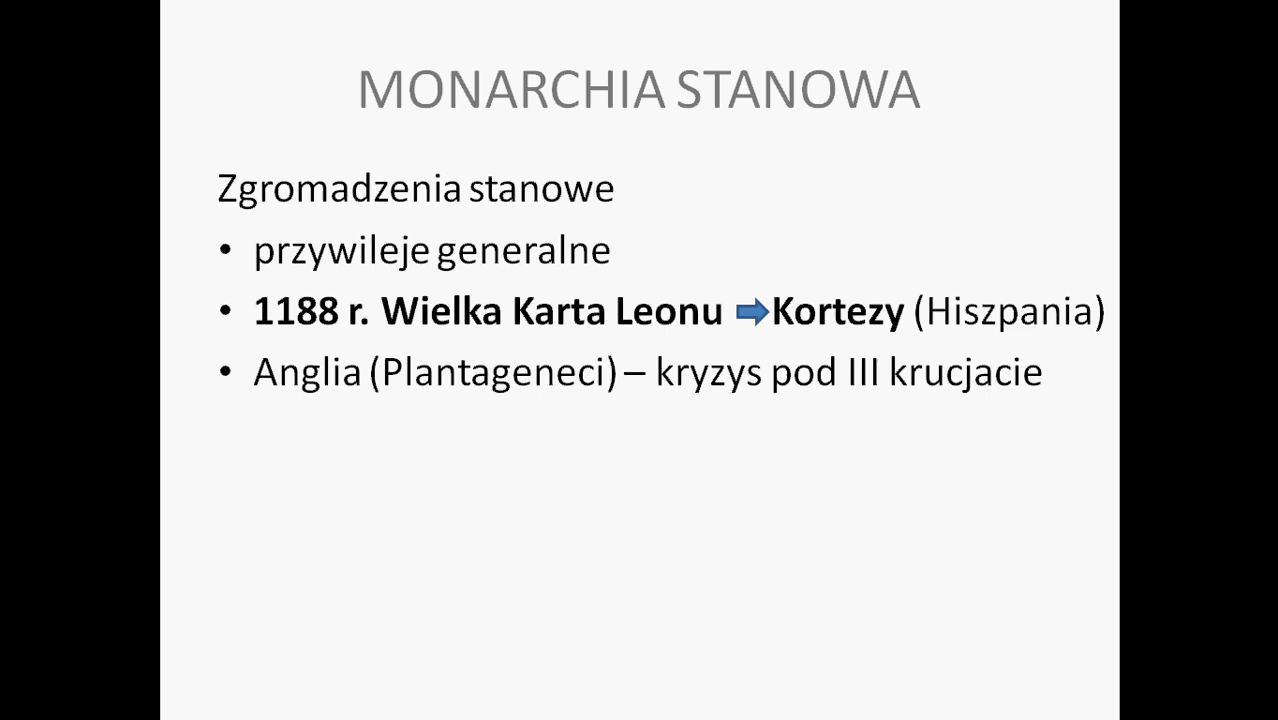 MONARCHIA STANOWA
Zgromadzenia stanowe
• przywileje generalne
• 1188 r. Wielka Karta Leonu Kortezy (Hiszpania)
• Anglia (Plantageneci) – kryzys pod III krucjacie